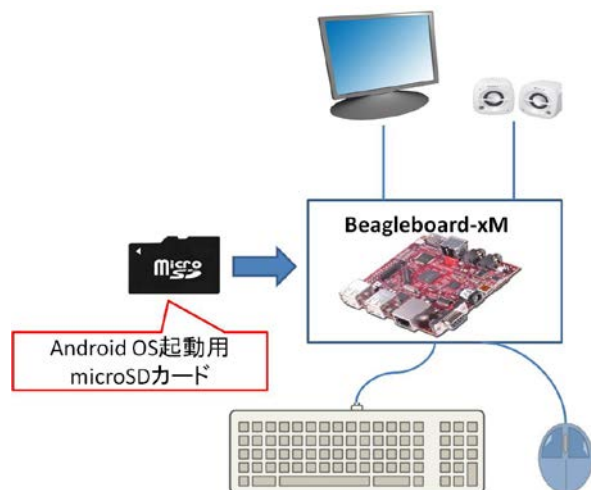 Beagleboard-xM
Micro
SD
Android OS起動用
microSDカード